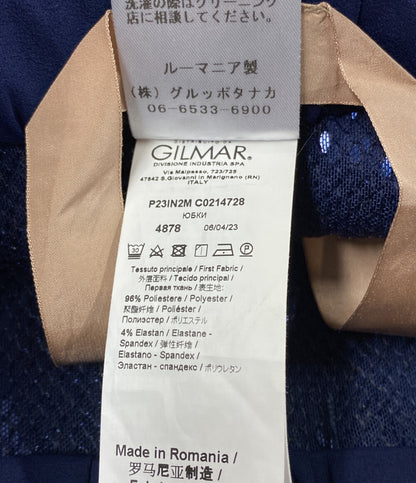 洗濯の際はクリーニング
店に相談してください。
ルーマニア製
(株) グルッポタナカ
06-6533-6900
DISTRIBUITO DA
GILMAR®
DIVISIONE INDUSTRIA SPA
Via Malpasso, 723/725
47842 S.Giovanni in Marignano (RN)
ITALY
P23IN2M C0214728
ЮБКИ
4878 06/04/23
Tessuto principale / First Fabric /
外层面料 / Tecido principal /
Первая ткань / 表生地:
96% Poliestere / Polyester /
聚酯纤维 / Poliéster /
Полиэстер / ポリエステル
4% Elastan / Elastane -
Spandex / 弹性纤维 /
Elastano - Spandex /
Эластан - спандекс / ポリウレタン
Made in Romania /
罗马尼亚制造 /